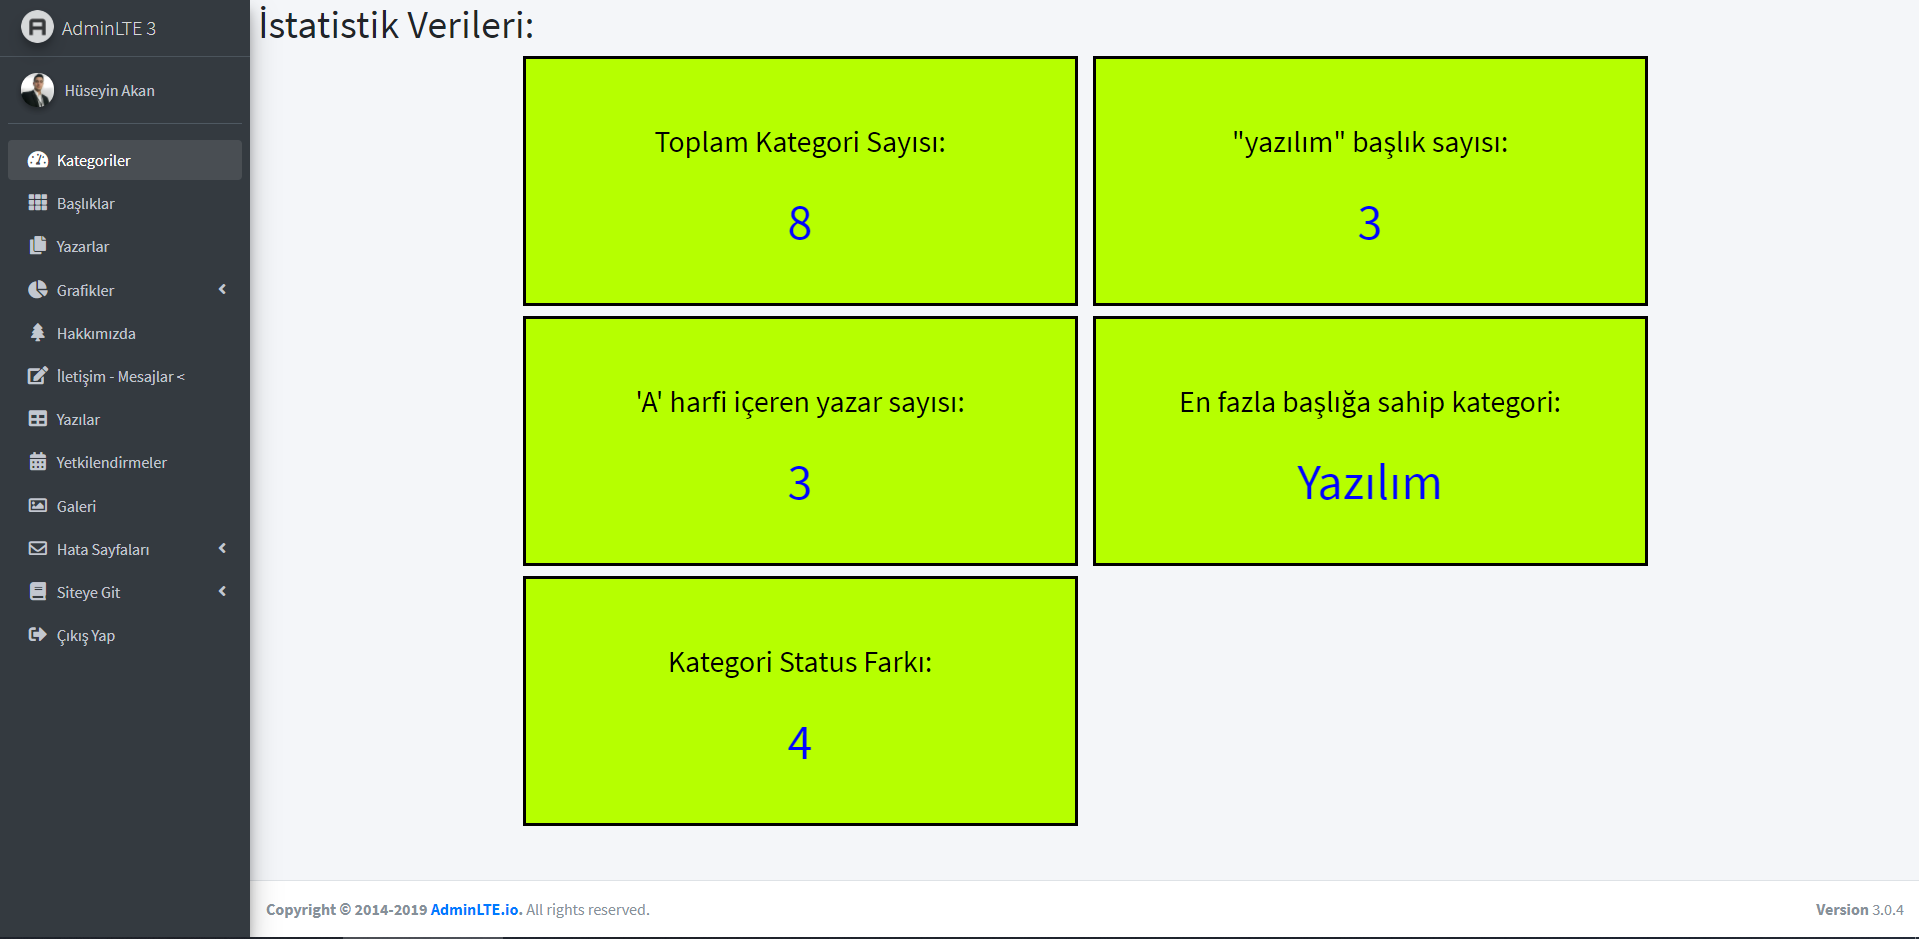 AdminLTE 3
Hüseyin Akan
Kategoriler
Başlıklar
Yazarlar
Grafikler
Hakkımızda
İletişim - Mesajlar <
Yazılar
Yetkilendirmeler
Galeri
Hata Sayfaları
Siteye Git
Çıkış Yap
İstatistik Verileri:
Toplam Kategori Sayısı:
8
"yazılım" başlık sayısı:
3
'A' harfi içeren yazar sayısı:
3
En fazla başlığa sahip kategori:
Yazılım
Kategori Status Farkı:
4
Copyright © 2014-2019 AdminLTE.io. All rights reserved.
Version 3.0.4